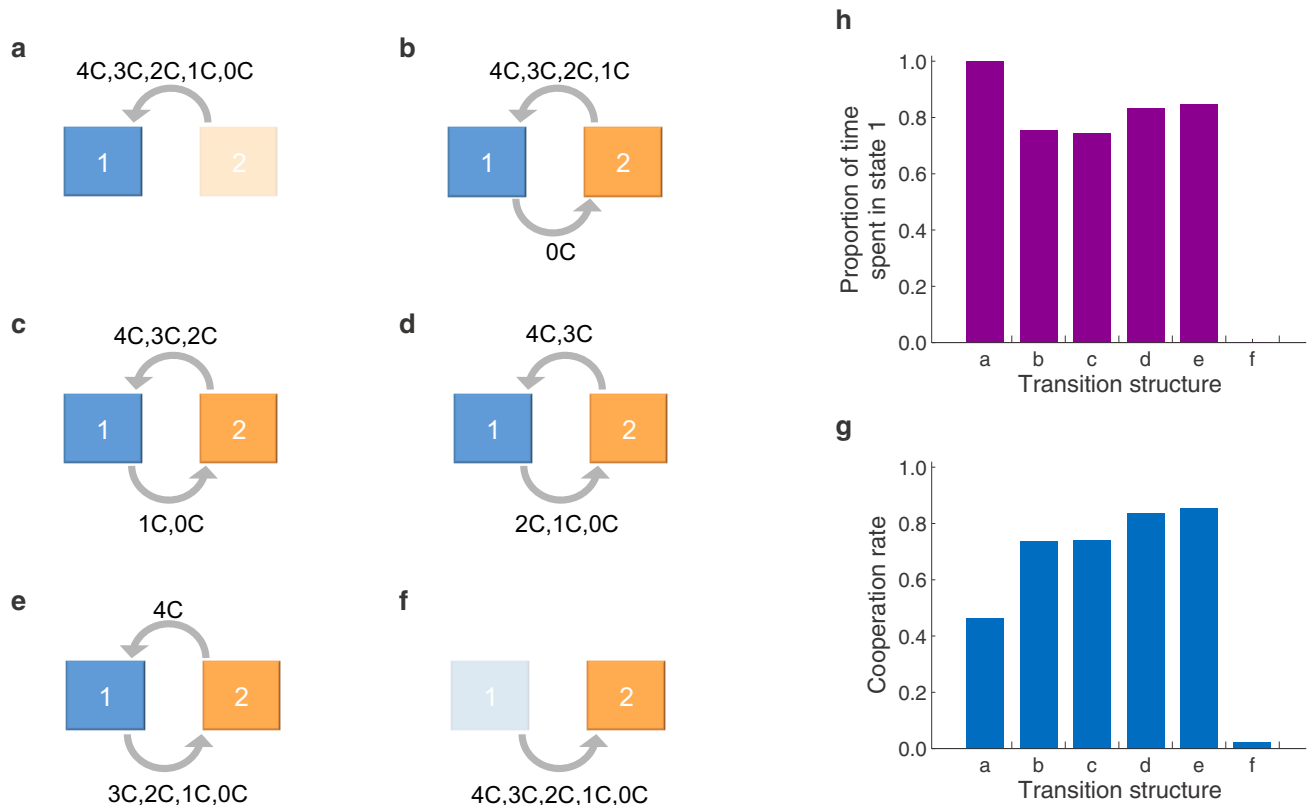 a
4C,3C,2C,1C,0C
1
2
b
4C,3C,2C,1C
1
2
0C
c
4C,3C,2C
1
2
1C,0C
d
4C,3C
1
2
2C,1C,0C
e
4C
1
2
3C,2C,1C,0C
f
1
2
4C,3C,2C,1C,0C
h
Proportion of time
spent in state 1
1.0
0.8
0.6
0.4
0.2
0.0
a b c d e f
Transition structure
g
Cooperation rate
1.0
0.8
0.6
0.4
0.2
0.0
a b c d e f
Transition structure